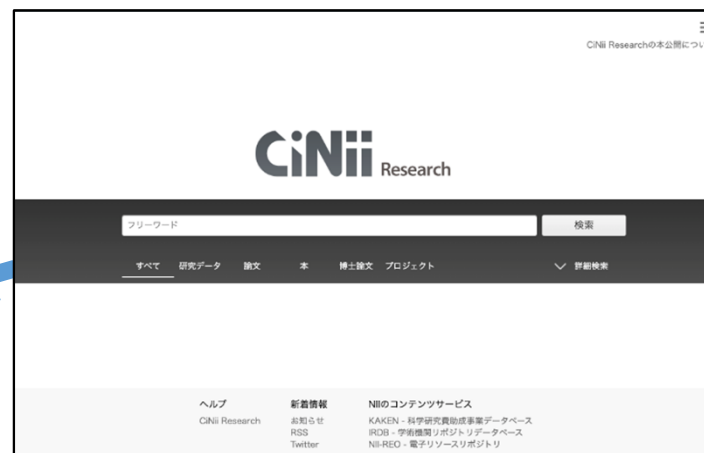 CiNii Researchの本公開につい
CiNii Research
フリーワード 検索
すべて 研究データ 論文 本 博士論文 プロジェクト 詳細検索
ヘルプ 新着情報 NIIのコンテンツサービス
CiNii Research お知らせ KAKEN - 科学研究費助成事業データベース
RSS IRDB - 学術機関リポジトリデータベース
Twitter NII-REO - 電子リソースリポジトリ